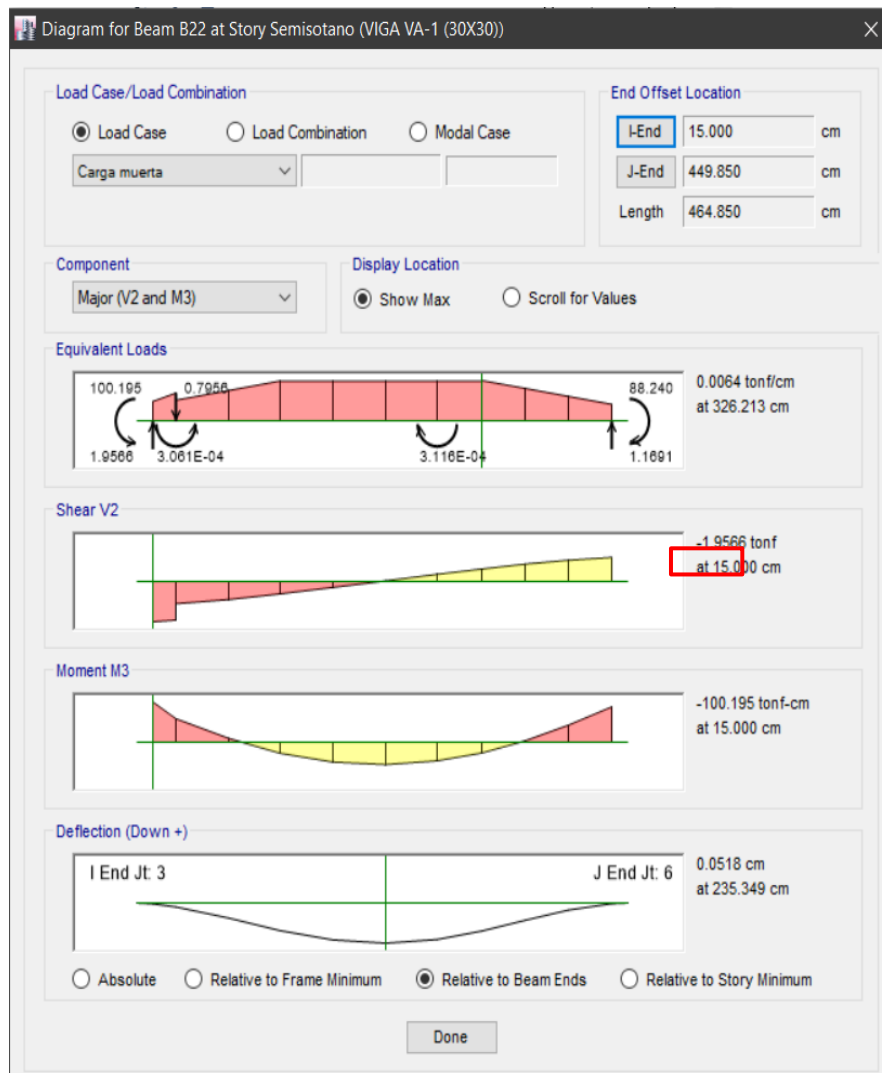 Diagram for Beam B22 at Story Semisotano (VIGA VA-1 (30X30))
Load Case/Load Combination
Load Case Load Combination Modal Case
Carga muerta
End Offset Location
I-End 15.000 cm
J-End 449.850 cm
Length 464.850 cm
Component
Major (V2 and M3)
Display Location
Show Max Scroll for Values
Equivalent Loads
100.195 0.7956 88.240
1.9566 3.061E-04 3.116E-04 1.1691
0.0064 tonf/cm
at 326.213 cm
Shear V2
-1.9566 tonf
at 15.000 cm
Moment M3
-100.195 tonf-cm
at 15.000 cm
Deflection (Down +)
I End Jt: 3 J End Jt: 6
0.0518 cm
at 235.349 cm
Absolute Relative to Frame Minimum Relative to Beam Ends Relative to Story Minimum
Done